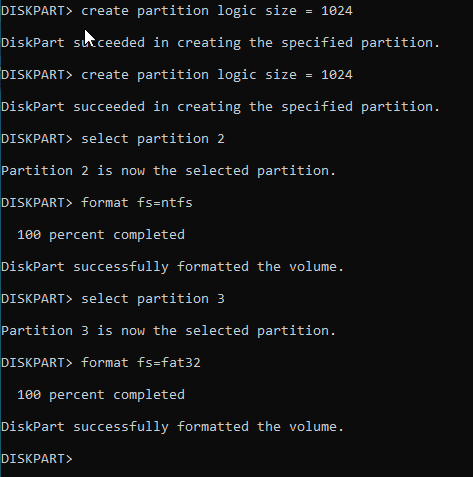 DISKPART> create partition logic size = 1024
DiskPart succeeded in creating the specified partition.
DISKPART> create partition logic size = 1024
DiskPart succeeded in creating the specified partition.
DISKPART> select partition 2
Partition 2 is now the selected partition.
DISKPART> format fs=ntfs
100 percent completed
DiskPart successfully formatted the volume.
DISKPART> select partition 3
Partition 3 is now the selected partition.
DISKPART> format fs=fat32
100 percent completed
DiskPart successfully formatted the volume.
DISKPART>